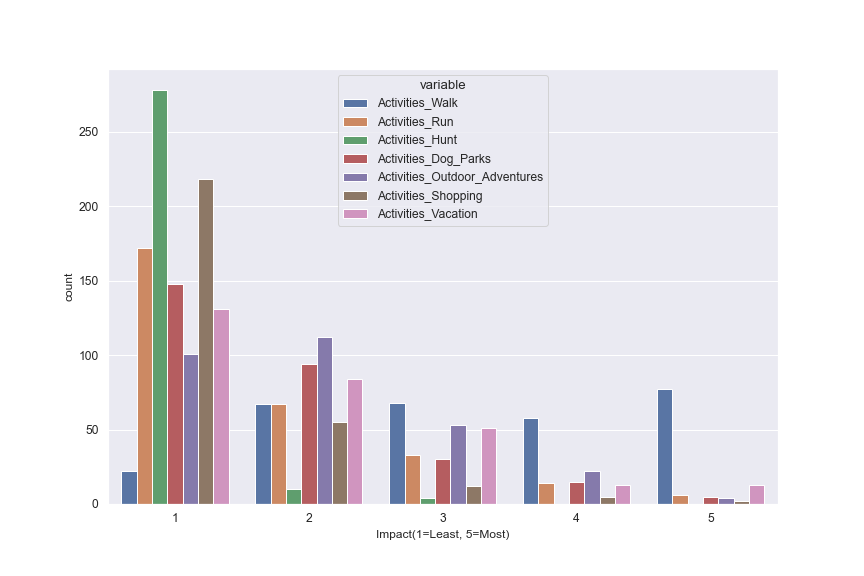 variable
Activities_Walk
Activities_Run
Activities_Hunt
Activities_Dog_Parks
Activities_Outdoor_Adventures
Activities_Shopping
Activities_Vacation
250
200
150
100
50
0
count
1 2 3 4 5
Impact(1=Least, 5=Most)